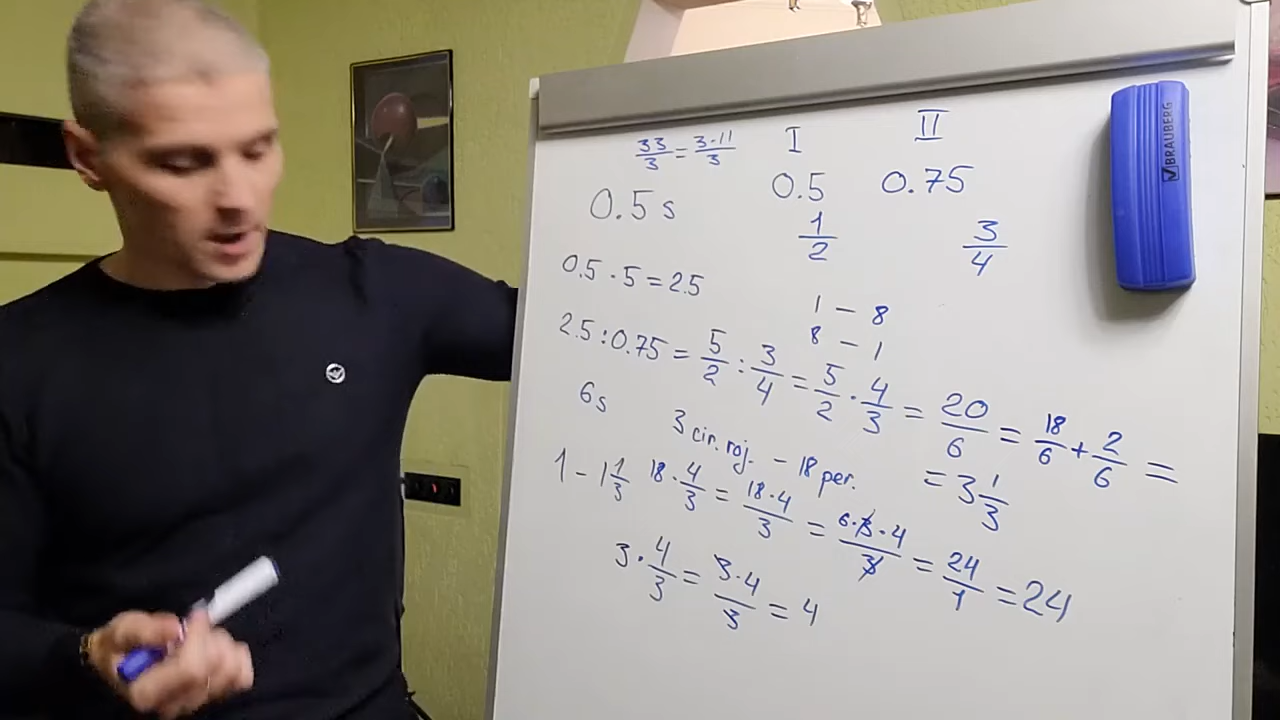 33/3 = 3·11/3
I II
0.5 s 0.5 0.75
1/2 3/4
0.5 · 5 = 2.5
1 – 8
8 – 1
2.5 : 0.75 = 5/2 : 3/4 = 5/2 · 4/3 = 20/6 = 18/6 + 2/6 =
= 3 1/3
6s
3 cir. roj. – 18 per.
1 – 1 1/3
18 · 4/3 = 18·4/3 = 6·3·4/3 = 24/1 = 24
3 · 4/3 = 3·4/3 = 4
BRAUBERG